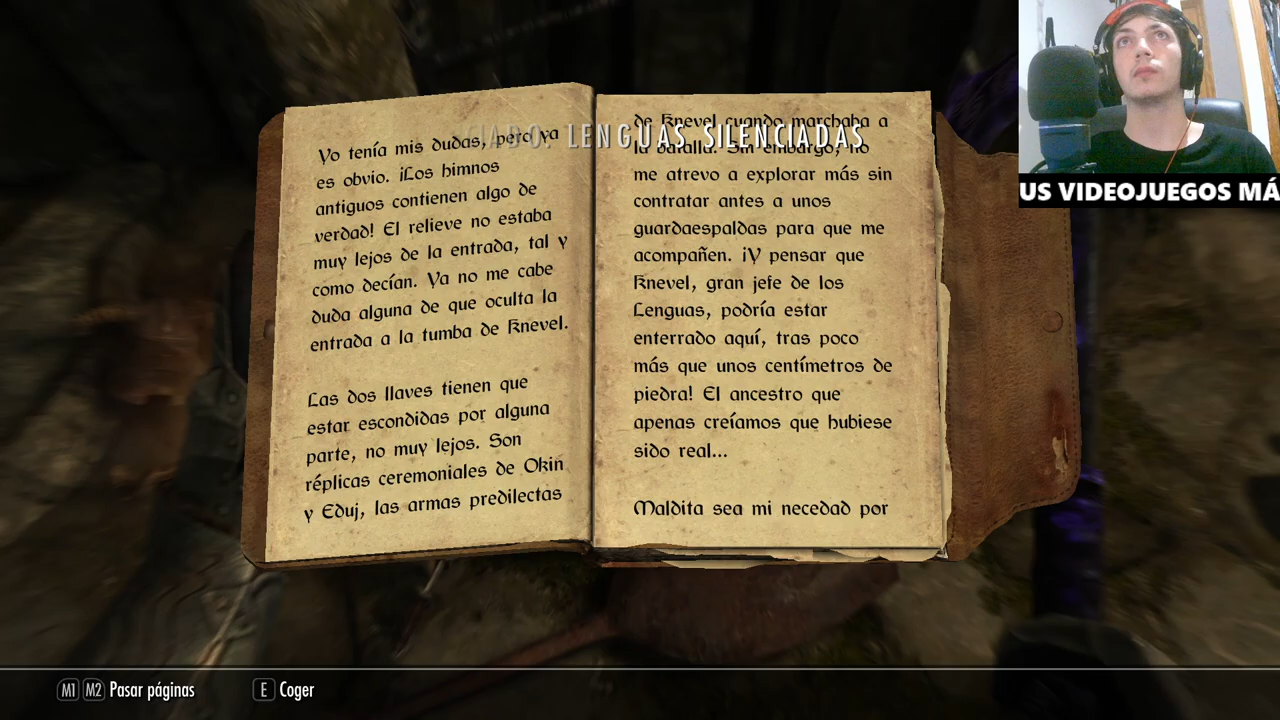 LENGUAS SILENCIADAS
Yo tenía mis dudas, pero ya
es obvio. ¡Los himnos
antiguos contienen algo de
verdad! El relieve no estaba
muy lejos de la entrada, tal y
como decían. Ya no me cabe
duda alguna de que oculta la
entrada a la tumba de Knevel.
Las dos llaves tienen que
estar escondidas por alguna
parte, no muy lejos. Son
réplicas ceremoniales de Okin
y Eduj, las armas predilectas
de Knevel cuando marchaba a
la batalla. Sin embargo, no
me atrevo a explorar más sin
contratar antes a unos
guardaespaldas para que me
acompañen. ¡Y pensar que
Knevel, gran jefe de los
Lenguas, podría estar
enterrado aquí, tras poco
más que unos centímetros de
piedra! El ancestro que
apenas creíamos que hubiese
sido real...
Maldita sea mi necedad por
US VIDEOJUEGOS MÁ
M1 M2 Pasar páginas
E Coger